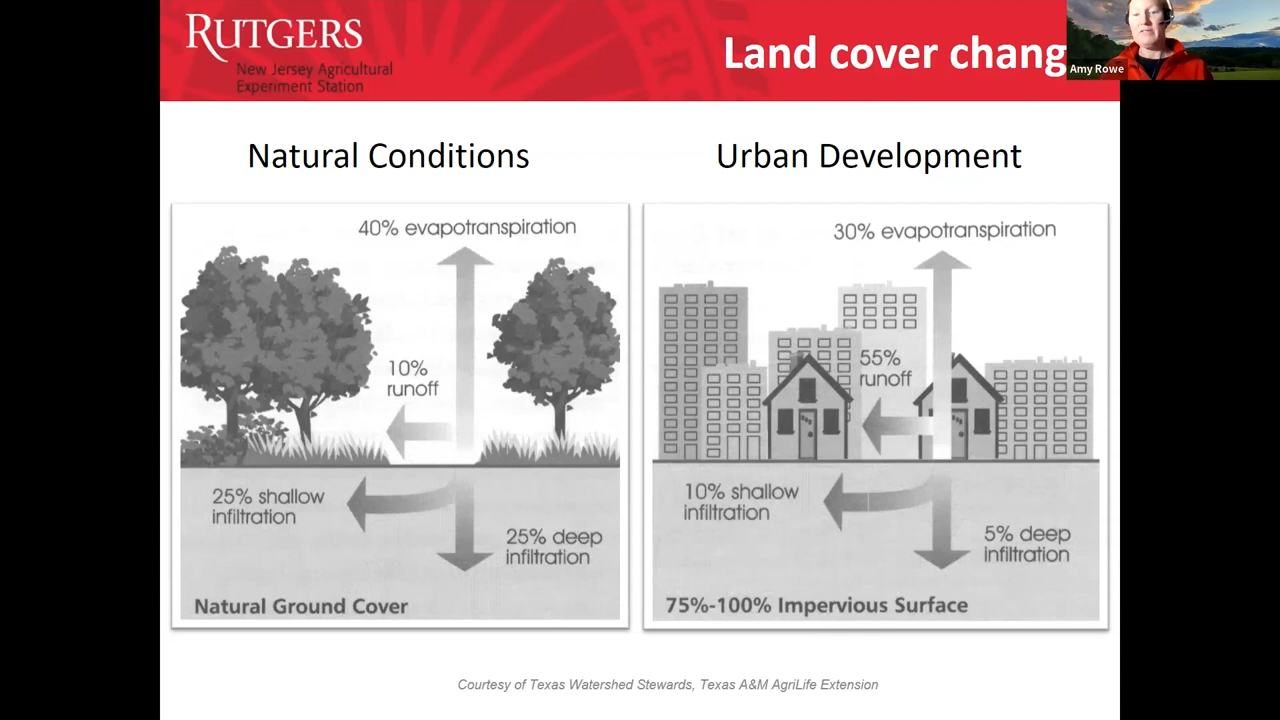 RUTGERS
New Jersey Agricultural
Experiment Station
Land cover chang
Amy Rowe
Natural Conditions
Urban Development
40% evapotranspiration
10%
runoff
25% shallow
infiltration
25% deep
infiltration
Natural Ground Cover
30% evapotranspiration
55%
runoff
10% shallow
infiltration
5% deep
infiltration
75%-100% Impervious Surface
Courtesy of Texas Watershed Stewards, Texas A&M AgriLife Extension